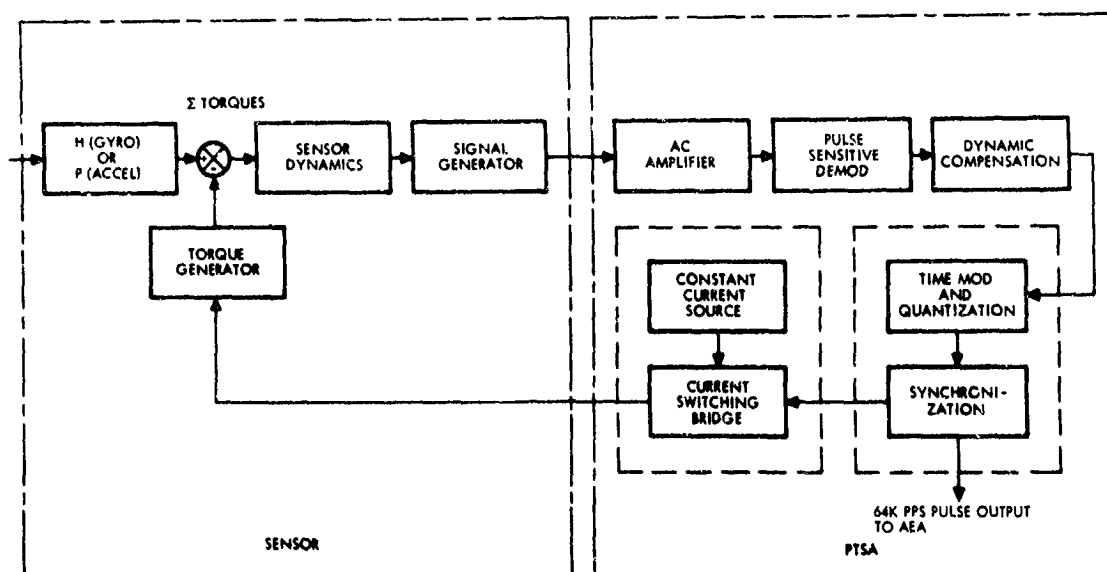 Σ TORQUES
H (GYRO)
OR
P (ACCEL)
+
-
SENSOR
DYNAMICS
SIGNAL
GENERATOR
AC
AMPLIFIER
PULSE
SENSITIVE
DEMOD
DYNAMIC
COMPENSATION
TORQUE
GENERATOR
CONSTANT
CURRENT
SOURCE
TIME MOD
AND
QUANTIZATION
CURRENT
SWITCHING
BRIDGE
SYNCHRONI-
ZATION
64K PPS PULSE OUTPUT
TO AEA
SENSOR
PTSA